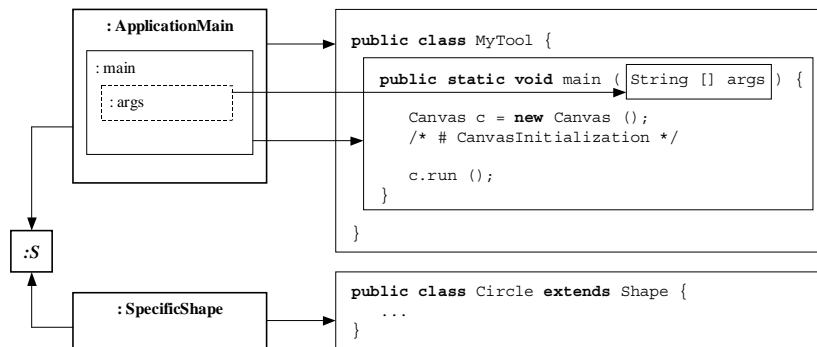 : ApplicationMain
: main
: args
:S
: SpecificShape
public class MyTool {
public static void main ( String [] args ) {
Canvas c = new Canvas ();
/* # CanvasInitialization */
c.run ();
}
}
public class Circle extends Shape {
...
}